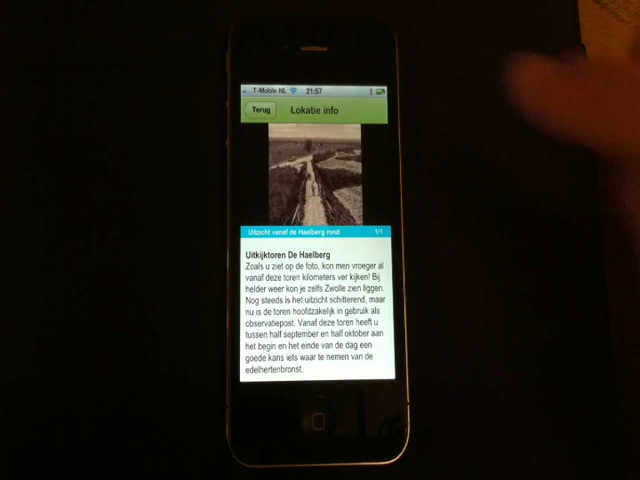 T-Mobile NL 21:57
Terug Lokatie info
Uitzicht vanaf de Haelberg rond 1/1
Uitkijktoren De Haelberg
Zoals u ziet op de foto, kon men vroeger al
vanaf deze toren kilometers ver kijken! Bij
helder weer kon je zelfs Zwolle zien liggen.
Nog steeds is het uitzicht schitterend, maar
nu is de toren hoofdzakelijk in gebruik als
observatiepost. Vanaf deze toren heeft u
tussen half september en half oktober aan
het begin en het einde van de dag een
goede kans iets waar te nemen van de
edelhertenbronst.